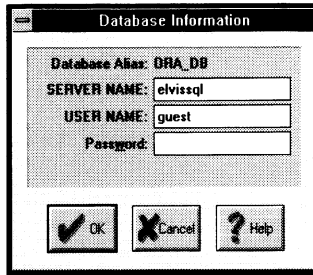 Database Information
Database Alias: ORA_DB
SERVER NAME: elvissql
USER NAME: guest
Password:
OK Cancel Help